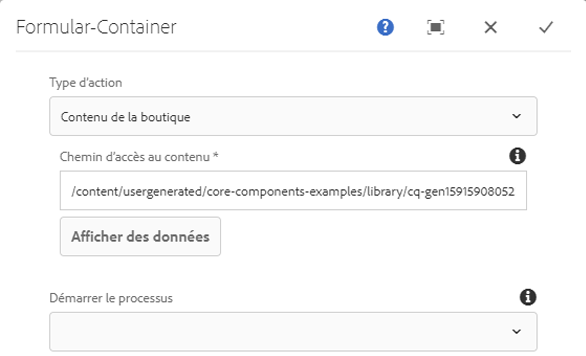 Formular-Container
Type d'action
Contenu de la boutique
Chemin d'accès au contenu *
/content/usergenerated/core-components-examples/library/cq-gen15915908052
Afficher des données
Démarrer le processus